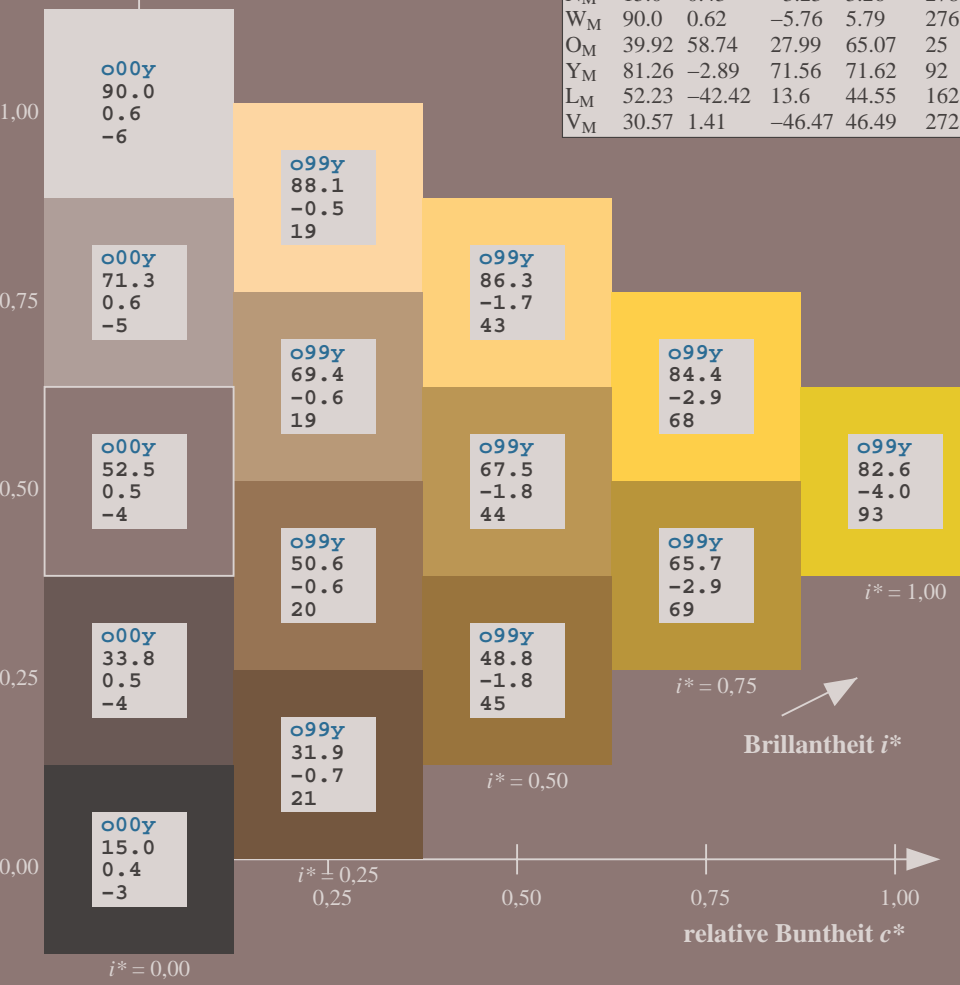 W_M 90.0 0.62 −5.76 5.79 276
O_M 39.92 58.74 27.99 65.07 25
Y_M 81.26 −2.89 71.56 71.62 92
L_M 52.23 −42.42 13.6 44.55 162
V_M 30.57 1.41 −46.47 46.49 272
o00y
90.0
0.6
−6
1,00
o99y
88.1
−0.5
19
o00y
71.3
0.6
−5
o99y
86.3
−1.7
43
0,75
o99y
69.4
−0.6
19
o99y
84.4
−2.9
68
o00y
52.5
0.5
−4
o99y
67.5
−1.8
44
o99y
82.6
−4.0
93
0,50
o99y
50.6
−0.6
20
o99y
65.7
−2.9
69
i* = 1,00
o00y
33.8
0.5
−4
o99y
48.8
−1.8
45
0,25
i* = 0,75
Brillantheit i*
o99y
31.9
−0.7
21
i* = 0,50
o00y
15.0
0.4
−3
0,00
i* = 0,25
0,25 0,50 0,75 1,00
relative Buntheit c*
i* = 0,00